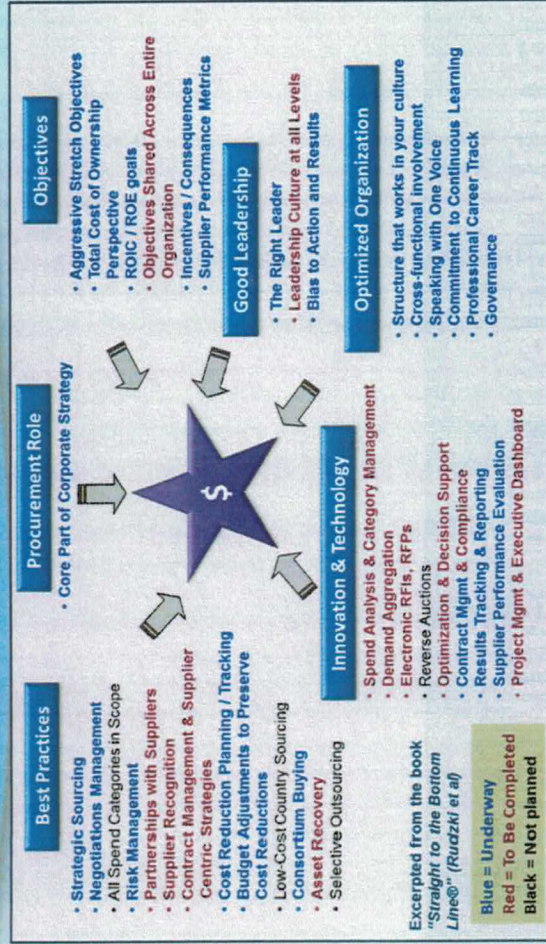 Best Practices
• Strategic Sourcing
• Negotiations Management
• All Spend Categories in Scope
• Risk Management
• Partnerships with Suppliers
• Supplier Recognition
• Contract Management & Supplier
Centric Strategies
• Cost Reduction Planning / Tracking
• Budget Adjustments to Preserve
Cost Reductions
• Low-Cost Country Sourcing
• Consortium Buying
• Asset Recovery
• Selective Outsourcing
Procurement Role
• Core Part of Corporate Strategy
Objectives
• Aggressive Stretch Objectives
• Total Cost of Ownership
Perspective
• ROIC / ROE goals
• Objectives Shared Across Entire
Organization
• Incentives / Consequences
• Supplier Performance Metrics
$
Good Leadership
• The Right Leader
• Leadership Culture at all Levels
• Bias to Action and Results
Innovation & Technology
• Spend Analysis & Category Management
• Demand Aggregation
• Electronic RFIs, RFPs
• Reverse Auctions
• Optimization & Decision Support
• Contract Mgmt & Compliance
• Results Tracking & Reporting
• Supplier Performance Evaluation
• Project Mgmt & Executive Dashboard
Optimized Organization
• Structure that works in your culture
• Cross-functional involvement
• Speaking with One Voice
• Commitment to Continuous Learning
• Professional Career Track
• Governance
Excerpted from the book
"Straight to the Bottom
Line®" (Rudzki et al)
Blue = Underway
Red = To Be Completed
Black = Not planned